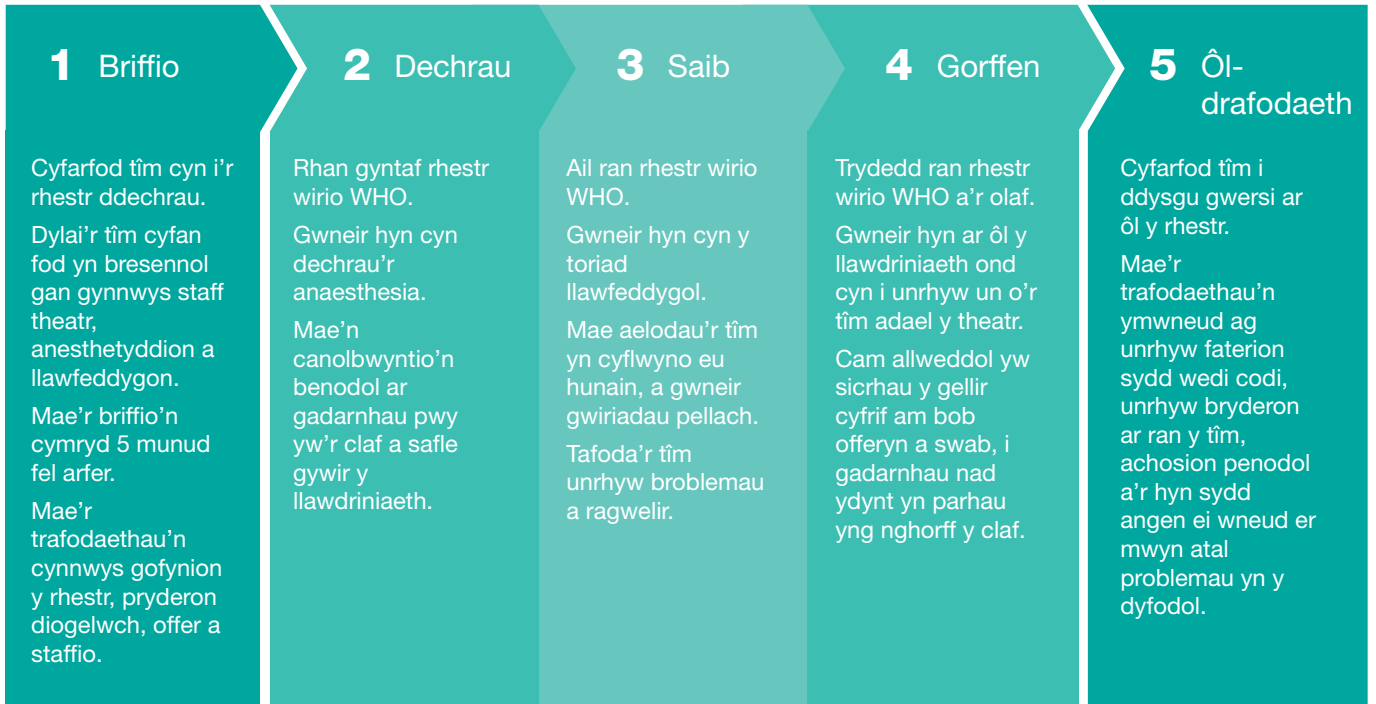 1 Briffio
Cyfarfod tîm cyn i'r
rhestr ddechrau.
Dylai'r tîm cyfan
fod yn bresennol
gan gynnwys staff
theatr,
anesthetyddion a
llawfeddygon.
Mae'r briffio'n
cymryd 5 munud
fel arfer.
Mae'r
trafodaethau'n
cynnwys gofynion
y rhestr, pryderon
diogelwch, offer a
staffio.
2 Dechrau
Rhan gyntaf rhestr
wirio WHO.
Gwneir hyn cyn
dechrau'r
anaesthesia.
Mae'n
canolbwyntio'n
benodol ar
gadarnhau pwy
yw'r claf a safle
gywir y
llawdriniaeth.
3 Saib
Ail ran rhestr wirio
WHO.
Gwneir hyn cyn y
toriad
llawfeddygol.
Mae aelodau'r tîm
yn cyflwyno eu
hunain, a gwneir
gwiriadau pellach.
Tafoda'r tîm
unrhyw broblemau
a ragwelir.
4 Gorffen
Trydedd ran rhestr
wirio WHO a'r olaf.
Gwneir hyn ar ôl y
llawdriniaeth ond
cyn i unrhyw un o'r
tîm adael y theatr.
Cam allweddol yw
sicrhau y gellir
cyfrif am bob
offeryn a swab, i
gadarnhau nad
ydynt yn parhau
yng nghorff y claf.
5 Ôl-
drafodaeth
Cyfarfod tîm i
ddysgu gwersi ar
ôl y rhestr.
Mae'r
trafodaethau'n
ymwneud ag
unrhyw faterion
sydd wedi codi,
unrhyw bryderon
ar ran y tîm,
achosion penodol
a'r hyn sydd
angen ei wneud er
mwyn atal
problemau yn y
dyfodol.